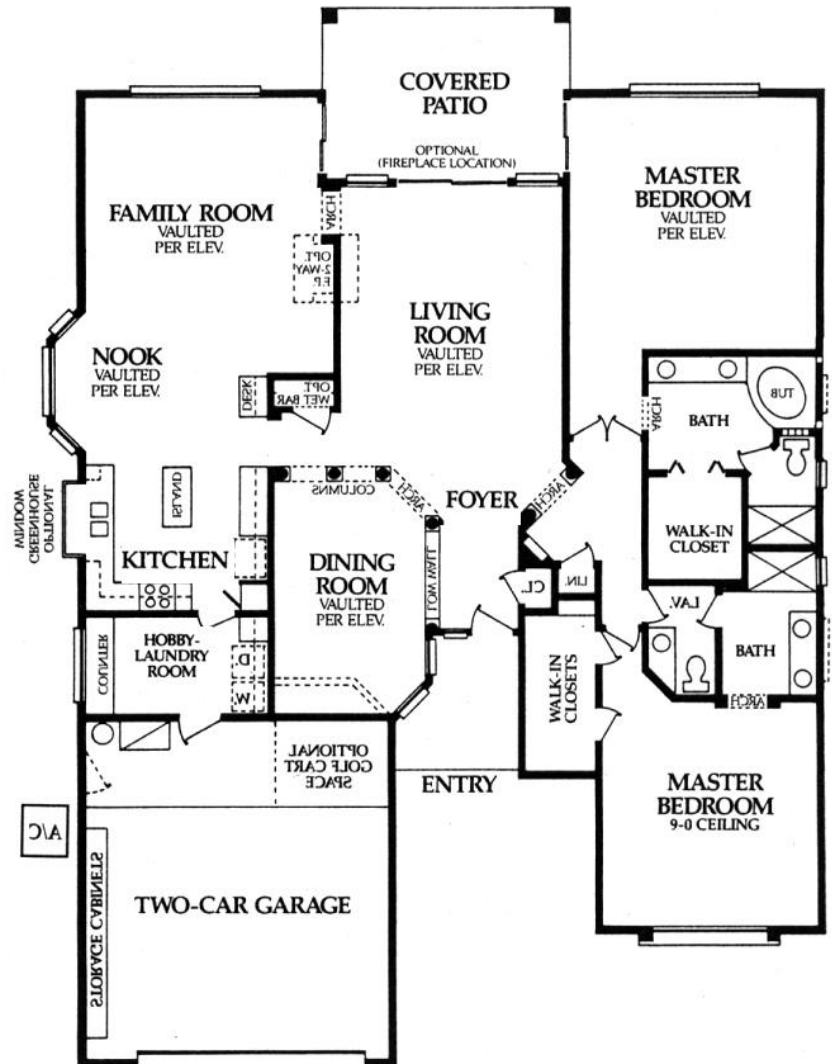 COVERED
PATIO
OPTIONAL
(FIREPLACE LOCATION)
FAMILY ROOM
VAULTED
PER ELEV.
ARCH
OPT.
2-WAY
F.P.
MASTER
BEDROOM
VAULTED
PER ELEV.
LIVING
ROOM
VAULTED
PER ELEV.
NOOK
VAULTED
PER ELEV.
DESK
OPT.
WET BAR
ARCH
BATH
TUB
WINDOW
GREENHOUSE
OPTIONAL
ISLAND
COLUMNS
ARCH
FOYER
ARCH
WALK-IN
CLOSET
KITCHEN
DINING
ROOM
VAULTED
PER ELEV.
LOW WALL
CL.
LIN.
LAV.
BATH
ARCH
HOBBY-
LAUNDRY
ROOM
COUNTER
D
W
WALK-IN
CLOSETS
OPTIONAL
GOLF CART
SPACE
ENTRY
MASTER
BEDROOM
9-0 CEILING
A/C
STORAGE CABINETS
TWO-CAR GARAGE